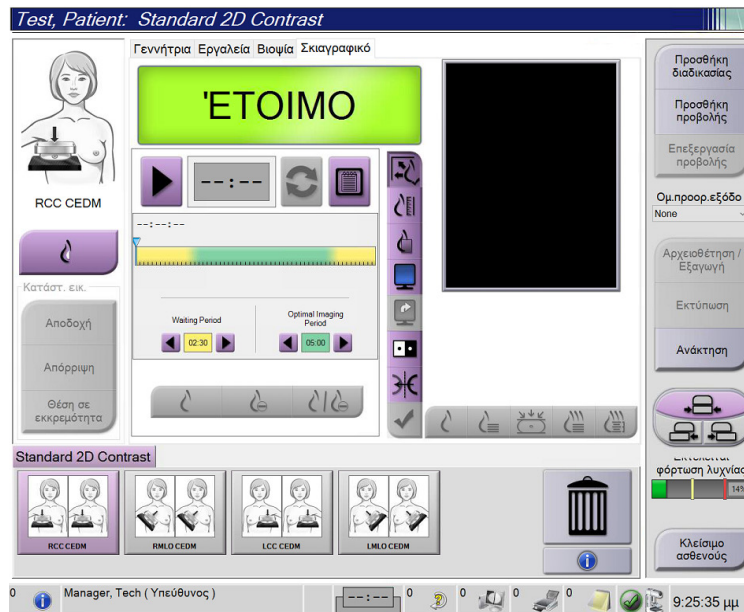 Test, Patient: Standard 2D Contrast
Γεννήτρια Εργαλεία Βιοψία Σκιαγραφικό
ΈΤΟΙΜΟ
--:--
--:--:--
Waiting Period
Optimal Imaging
Period
02:30
05:00
RCC CEDM
Κατάστ. εικ.
Αποδοχή
Απόρριψη
Θέση σε
εκκρεμότητα
Προσθήκη
διαδικασίας
Προσθήκη
προβολής
Επεξεργασία
προβολής
Ομ.προορ.εξόδο
None
Αρχειοθέτηση /
Εξαγωγή
Εκτύπωση
Ανάκτηση
φόρτωση λυχνίας
14%
Κλείσιμο
ασθενούς
Standard 2D Contrast
RCC CEDM
RMLO CEDM
LCC CEDM
LMLO CEDM
0
Manager, Tech ( Υπεύθυνος )
--:--
0
0
0
0
9:25:35 μμ